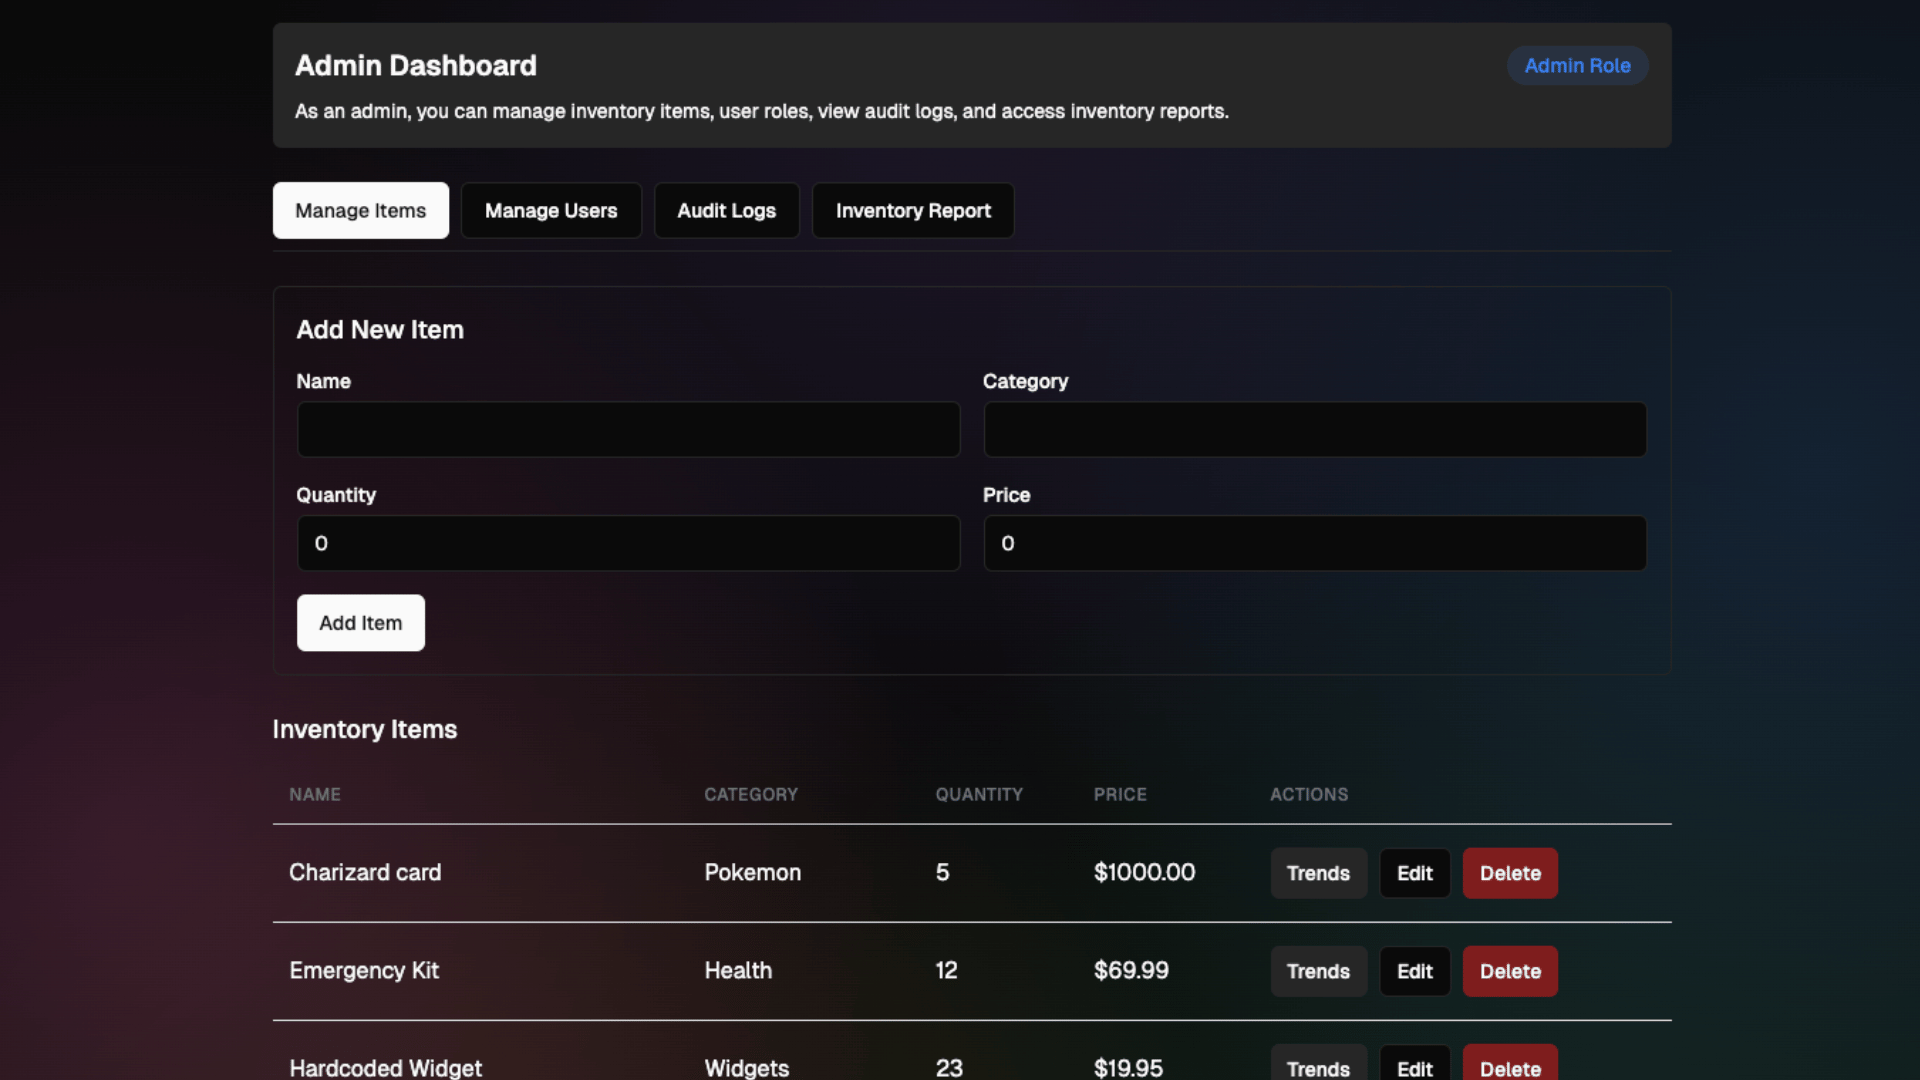 Admin Dashboard
Admin Role
As an admin, you can manage inventory items, user roles, view audit logs, and access inventory reports.
Manage Items
Manage Users
Audit Logs
Inventory Report
Add New Item
Name
Category
Quantity
Price
0
0
Add Item
Inventory Items
NAME CATEGORY QUANTITY PRICE ACTIONS
Charizard card Pokemon 5 $1000.00 Trends Edit Delete
Emergency Kit Health 12 $69.99 Trends Edit Delete
Hardcoded Widget Widgets 23 $19.95 Trends Edit Delete